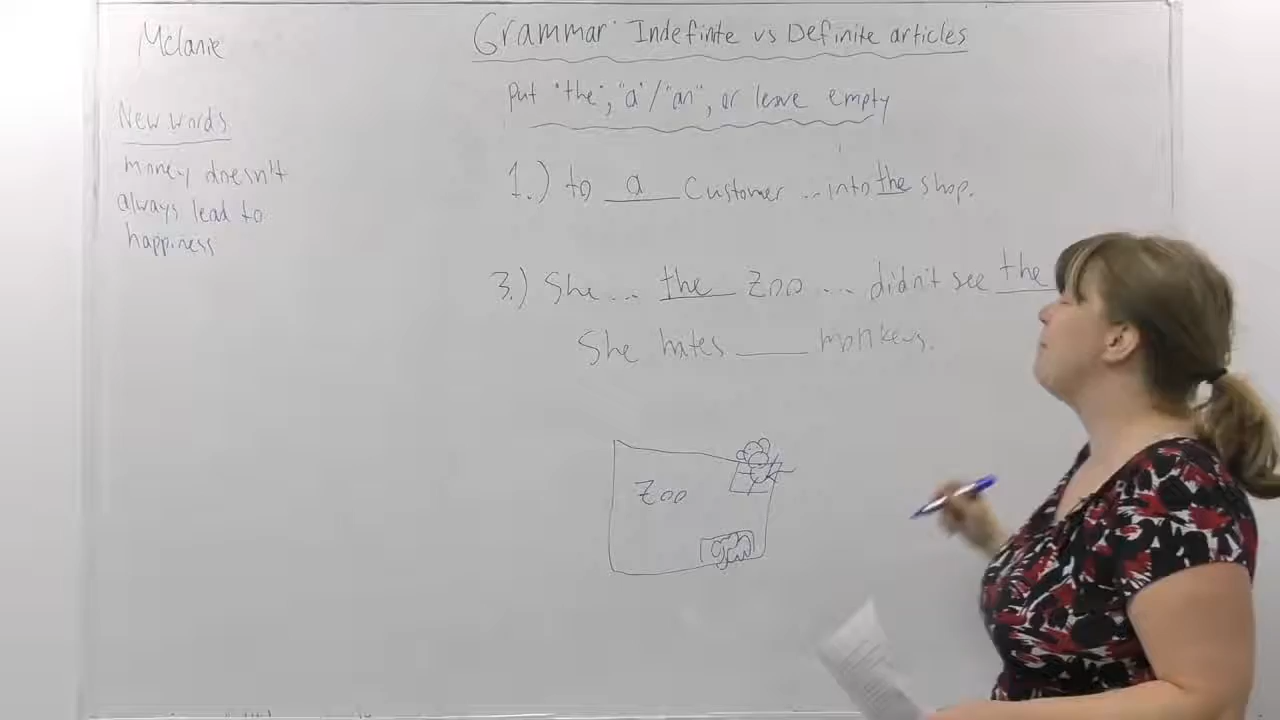 Melanie
New words
money doesn't
always lead to
happiness
Grammar: Indefinite vs Definite articles
Put "the", "a"/"an", or leave empty
1.) to a customer ...into the shop.
3.) She... the Zoo ... didn't see the
She hates ____ monkeys.
Zoo